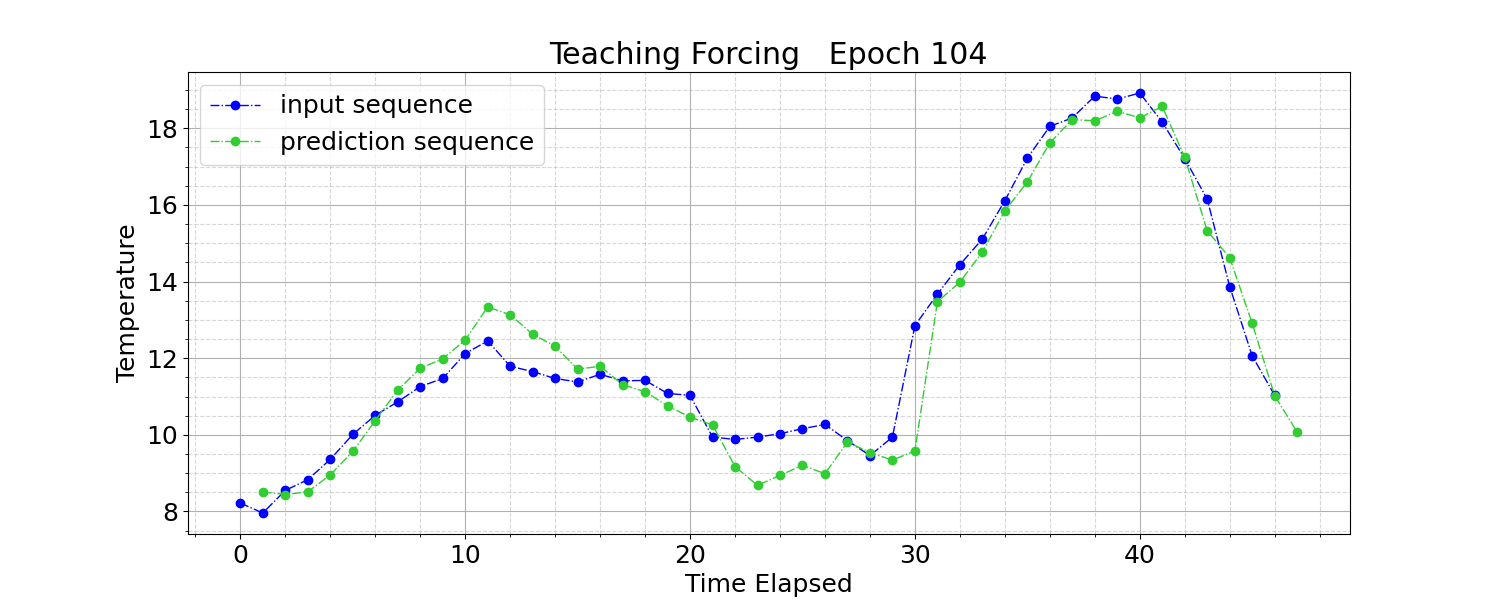 Teaching Forcing   Epoch 104
input sequence
prediction sequence
Temperature
18
16
14
12
10
8
0 10 20 30 40
Time Elapsed